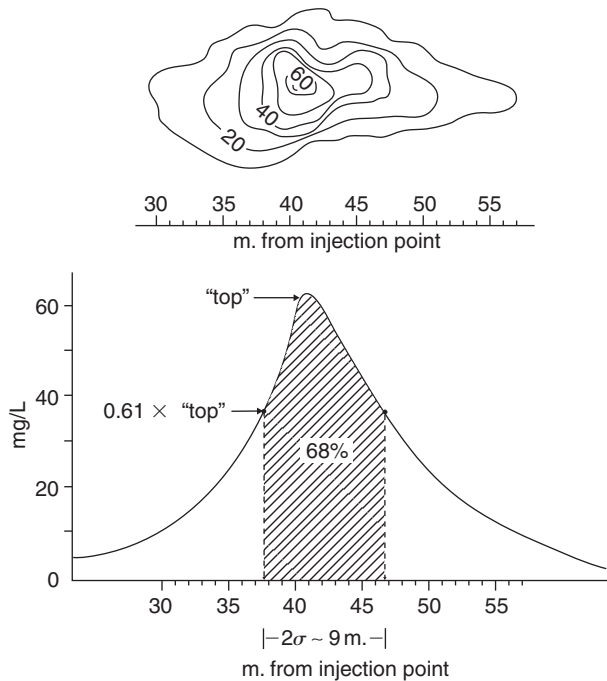 60
40
20
30 35 40 45 50 55
m. from injection point
“top”
60
0.61 × “top”
40
mg/L
68%
20
0
30 35 40 45 50 55
|–2σ ~ 9 m.–|
m. from injection point